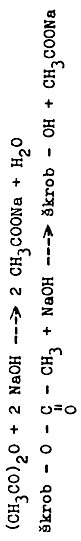 (CH₃CO)₂O + 2 NaOH ---> 2 CH₃COONa + H₂O
škrob - O - C - CH₃ + NaOH ---> škrob - OH + CH₃COONa
=
O